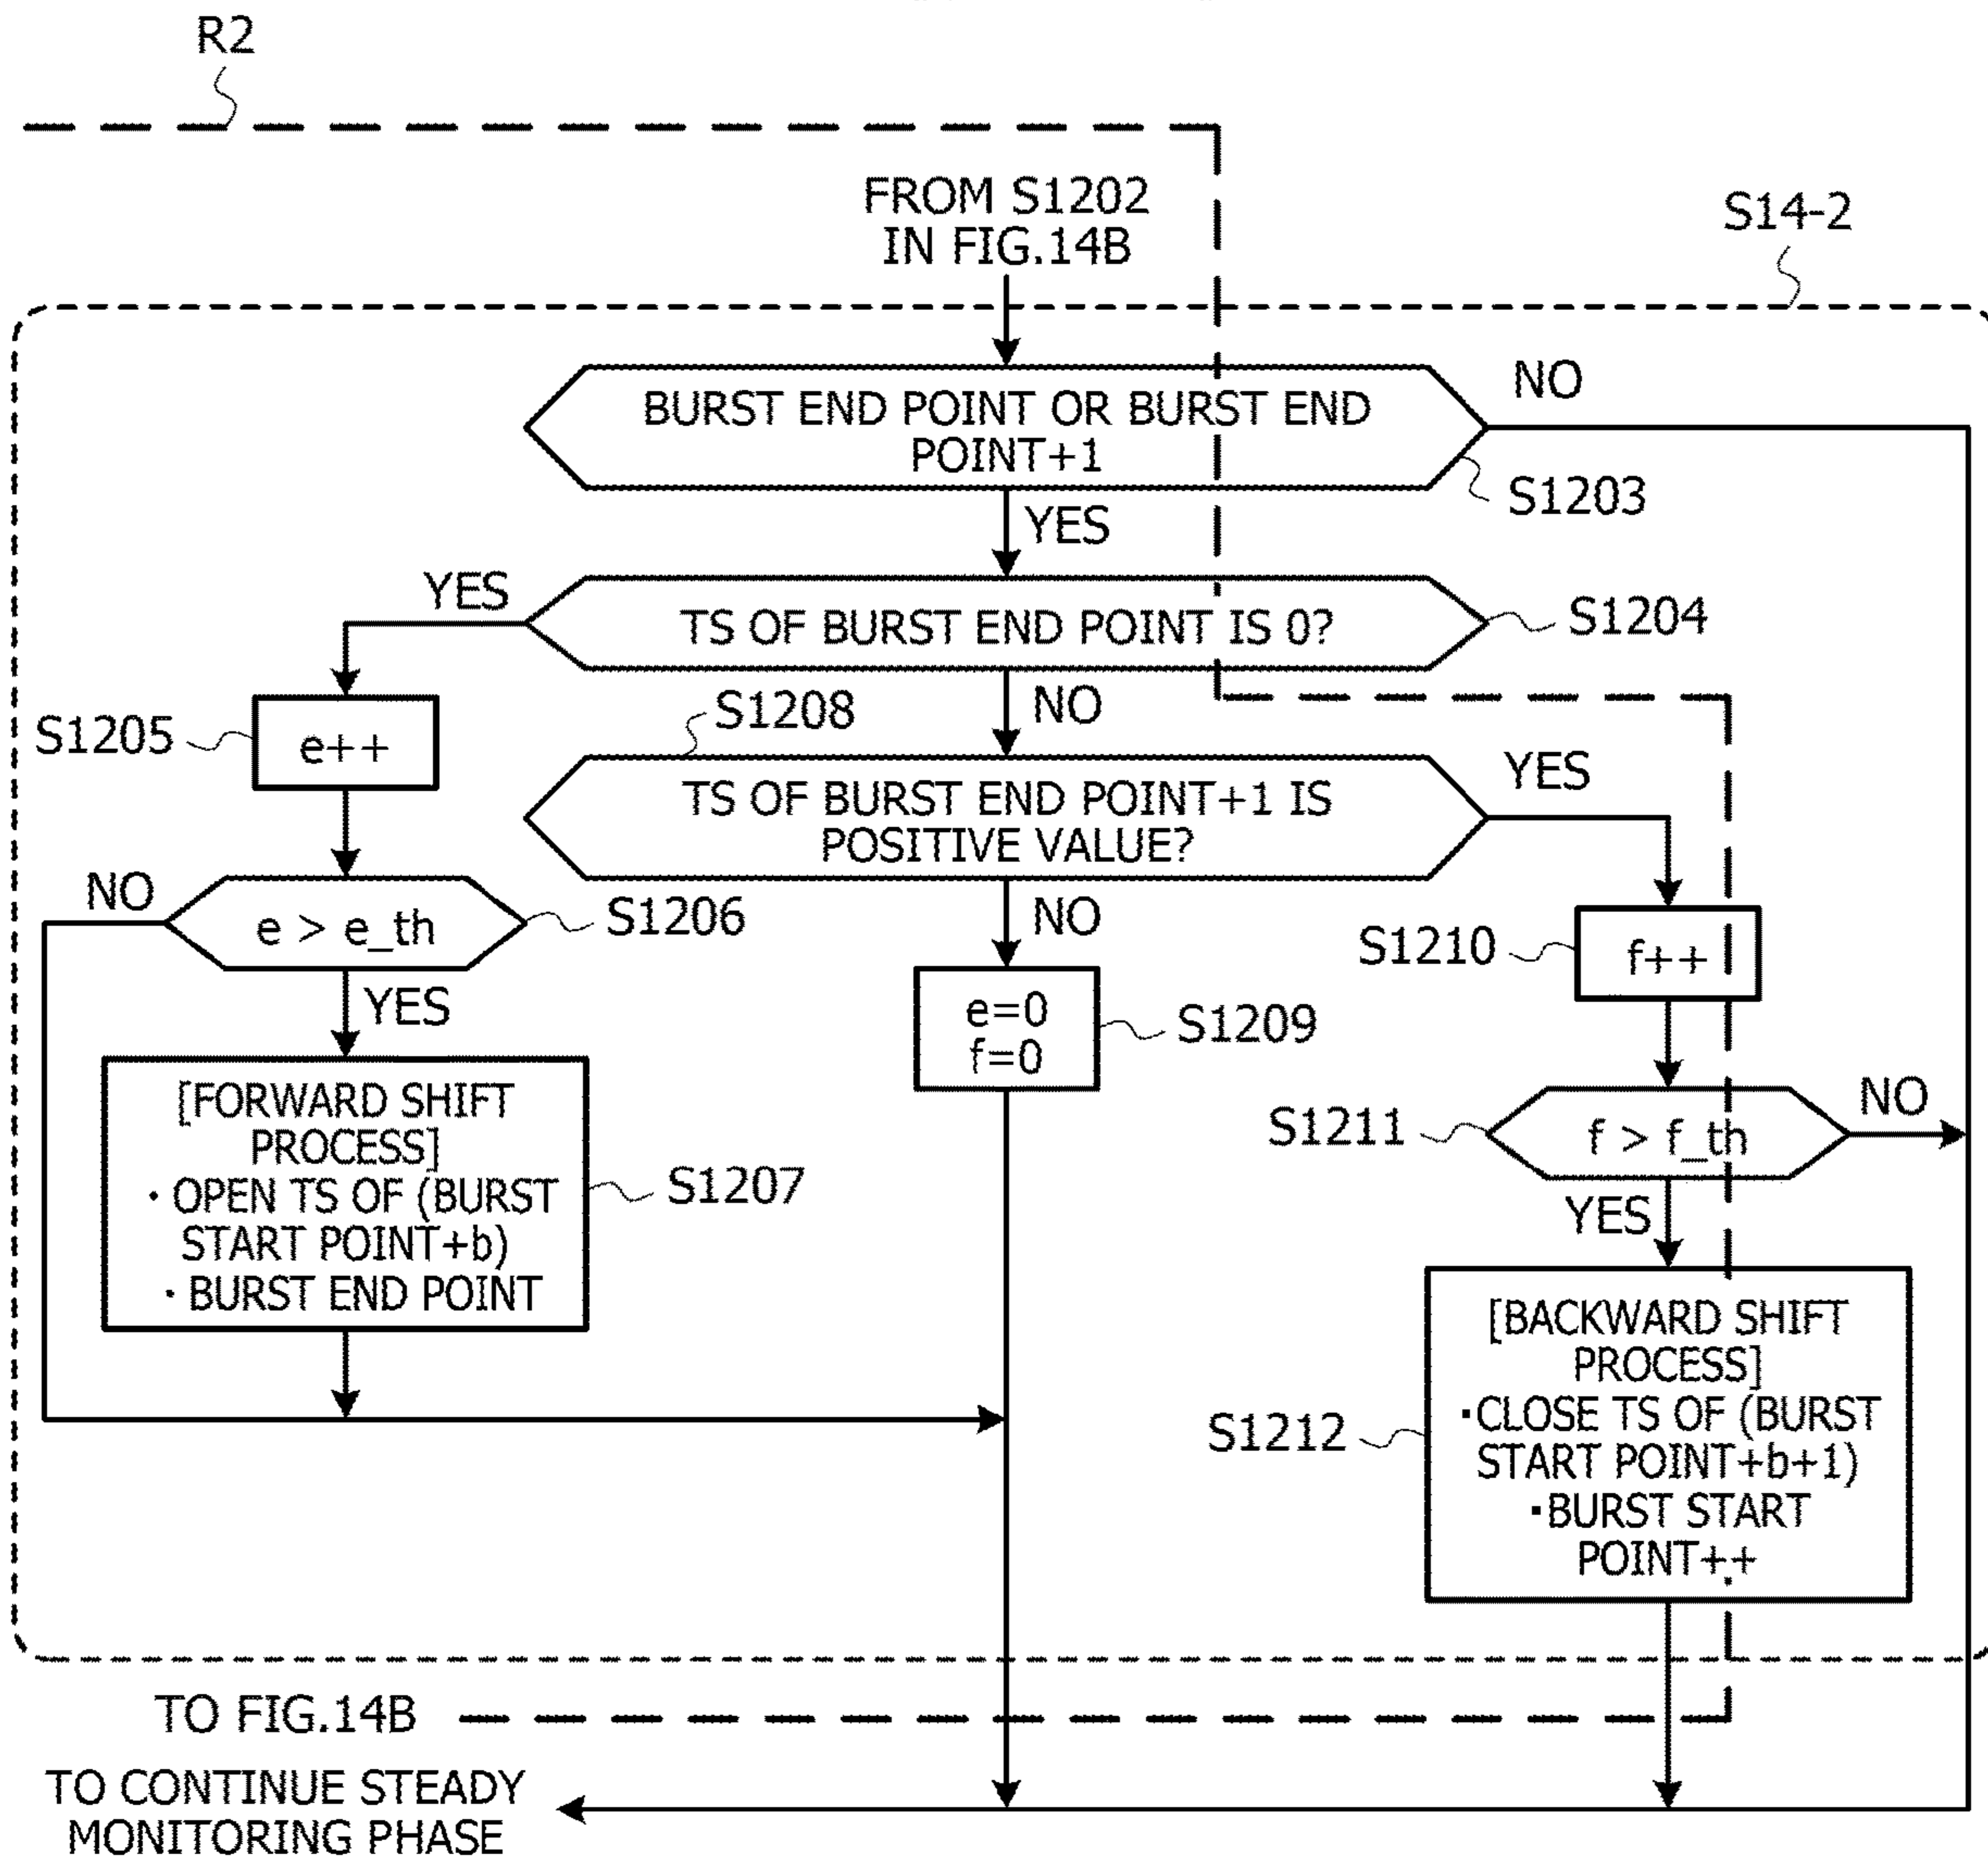 R2
FROM S1202
IN FIG.14B
S14-2
BURST END POINT OR BURST END
POINT+1
NO
S1203
YES
YES
TS OF BURST END POINT IS 0?
S1204
NO
S1205
e++
S1208
TS OF BURST END POINT+1 IS
POSITIVE VALUE?
YES
NO
e > e_th
S1206
NO
S1210
f++
YES
e=0
f=0
S1209
[FORWARD SHIFT
PROCESS]
· OPEN TS OF (BURST
START POINT+b)
· BURST END POINT
S1207
S1211
f > f_th
NO
YES
[BACKWARD SHIFT
PROCESS]
·CLOSE TS OF (BURST
START POINT+b+1)
·BURST START
POINT++
S1212
TO FIG.14B
TO CONTINUE STEADY
MONITORING PHASE